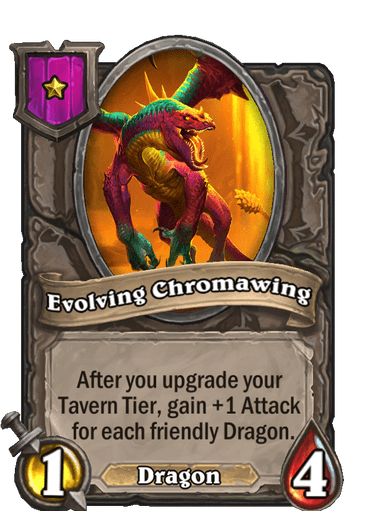 Evolving Chromawing
After you upgrade your
Tavern Tier, gain +1 Attack
for each friendly Dragon.
1
Dragon
4